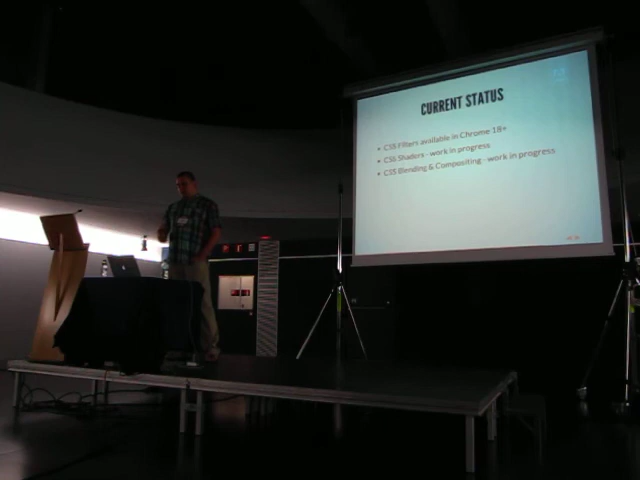 CURRENT STATUS
• CSS Filters available in Chrome 18+
• CSS Shaders - work in progress
• CSS Blending & Compositing - work in progress